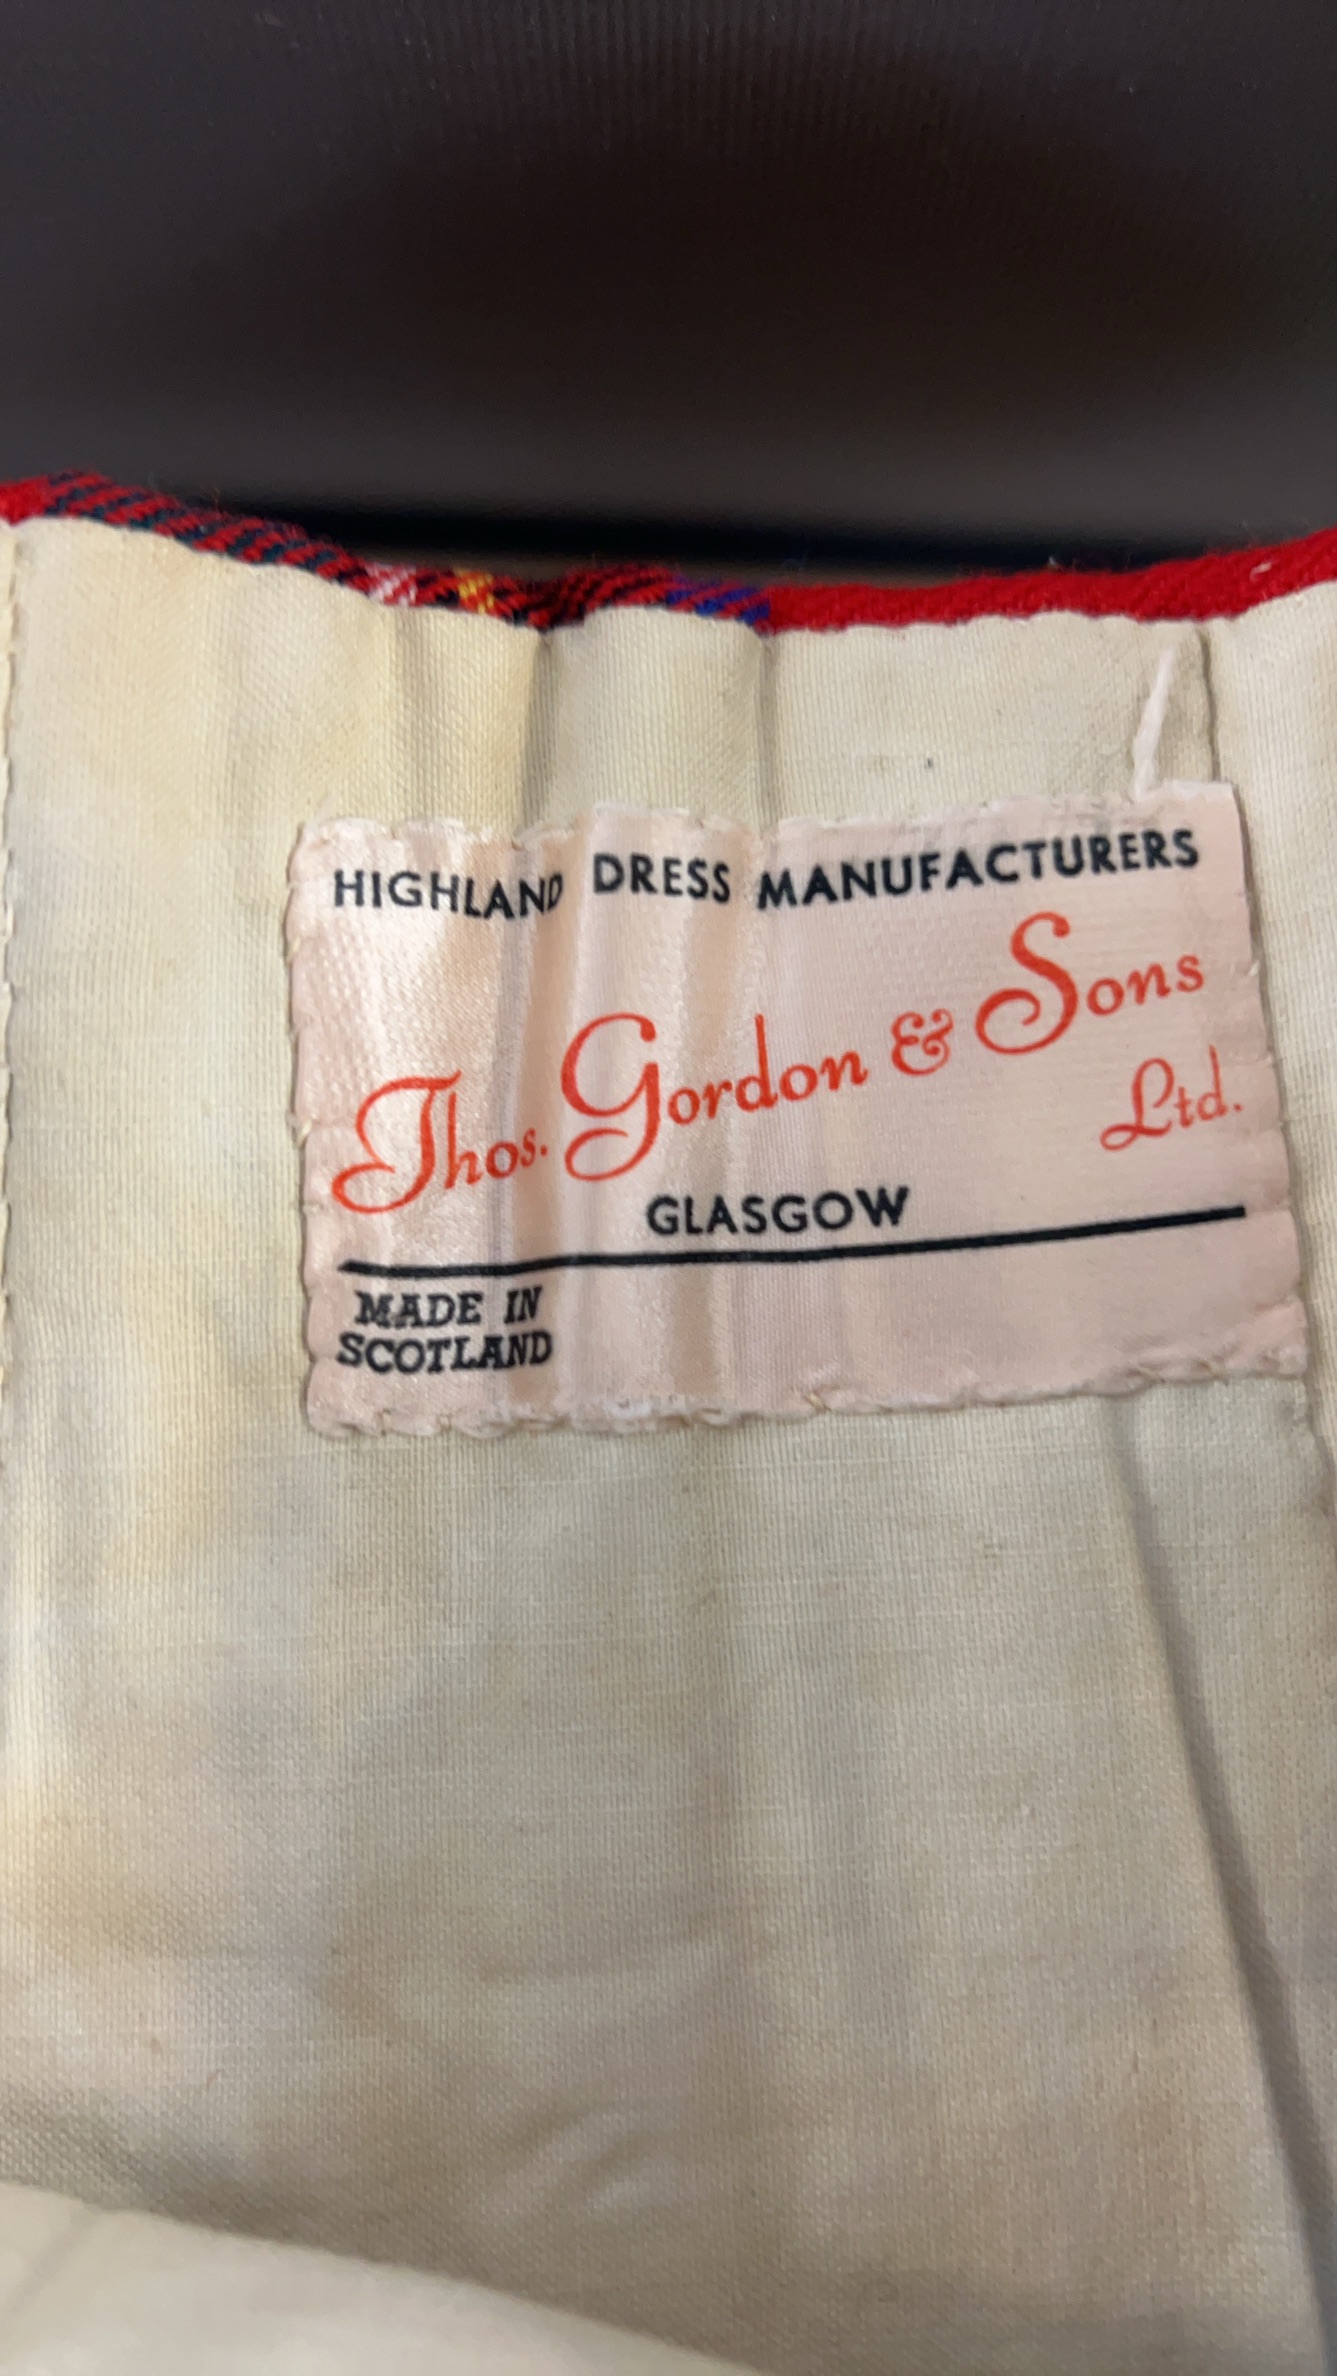 HIGHLAND DRESS MANUFACTURERS
Thos. Gordon & Sons
Ltd.
GLASGOW
MADE IN
SCOTLAND